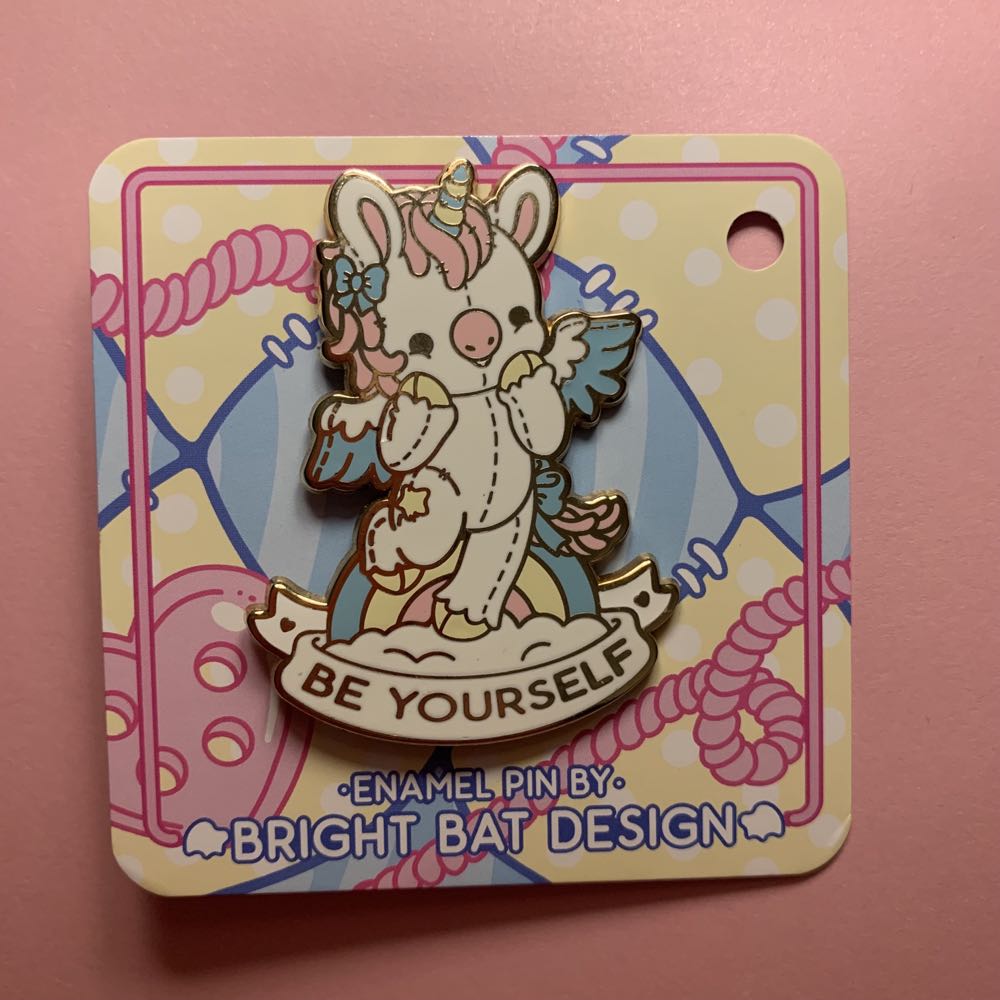 BE YOURSELF
·ENAMEL PIN BY·
BRIGHT BAT DESIGN